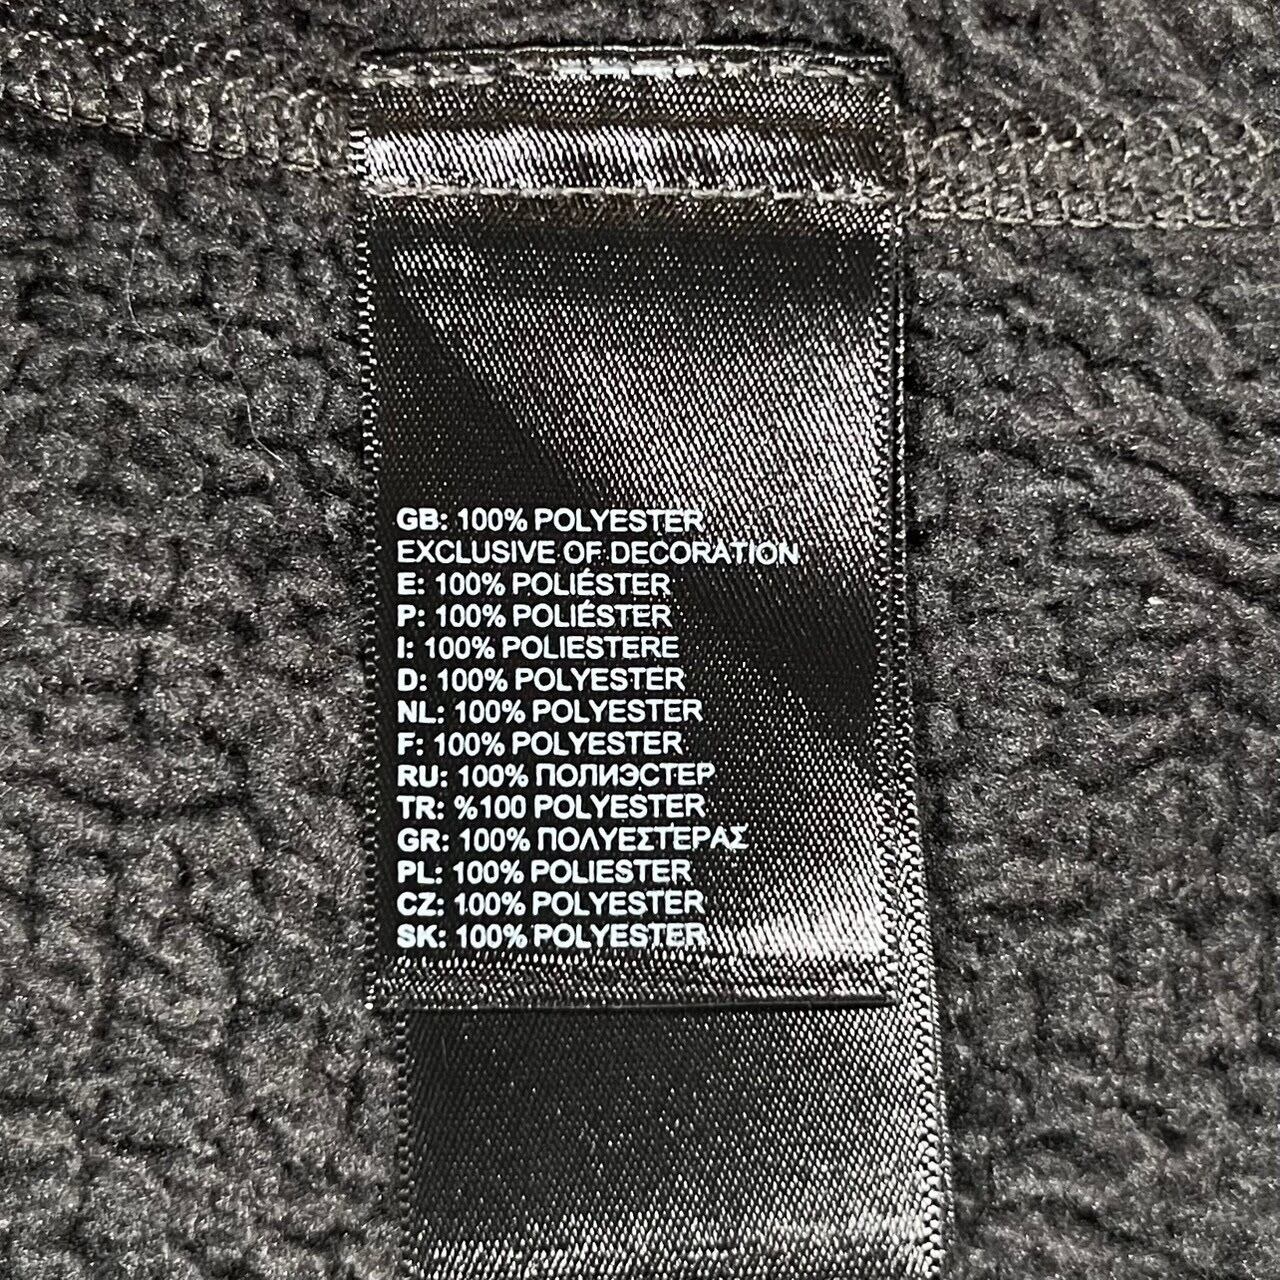 GB: 100% POLYESTER
EXCLUSIVE OF DECORATION
E: 100% POLIÉSTER
P: 100% POLIÉSTER
I: 100% POLIESTERE
D: 100% POLYESTER
NL: 100% POLYESTER
F: 100% POLYESTER
RU: 100% ПОЛИЭСТЕР
TR: %100 POLYESTER
GR: 100% ΠΟΛΥΕΣΤΕΡΑΣ
PL: 100% POLIESTER
CZ: 100% POLYESTER
SK: 100% POLYESTER